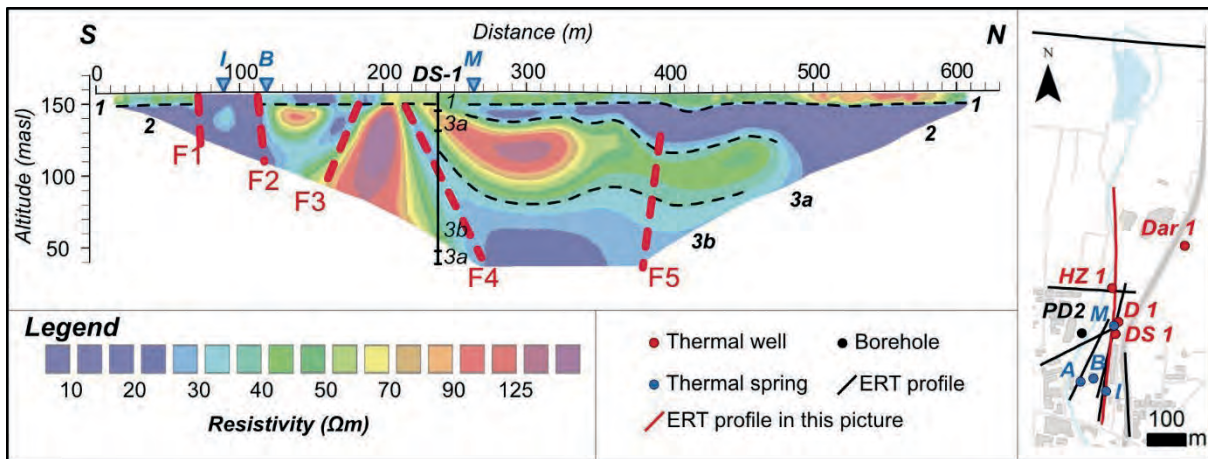 S
Distance (m)
N
I
B
M
0
100
200
DS-1
300
400
500
600
150
100
50
Altitude (masl)
1
2
3a
3b
3a
1
1
2
3a
3b
F1
F2
F3
F4
F5
Legend
10
20
30
40
50
70
90
125
Resistivity (Ωm)
Thermal well
Borehole
Thermal spring
ERT profile
ERT profile in this picture
N
Dar 1
HZ 1
PD2
M
D 1
DS 1
A
B
I
100
m